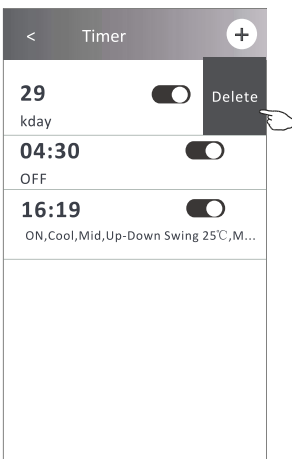 < Timer +
29 Delete
kday
04:30
OFF
16:19
ON,Cool,Mid,Up-Down Swing 25℃,M...